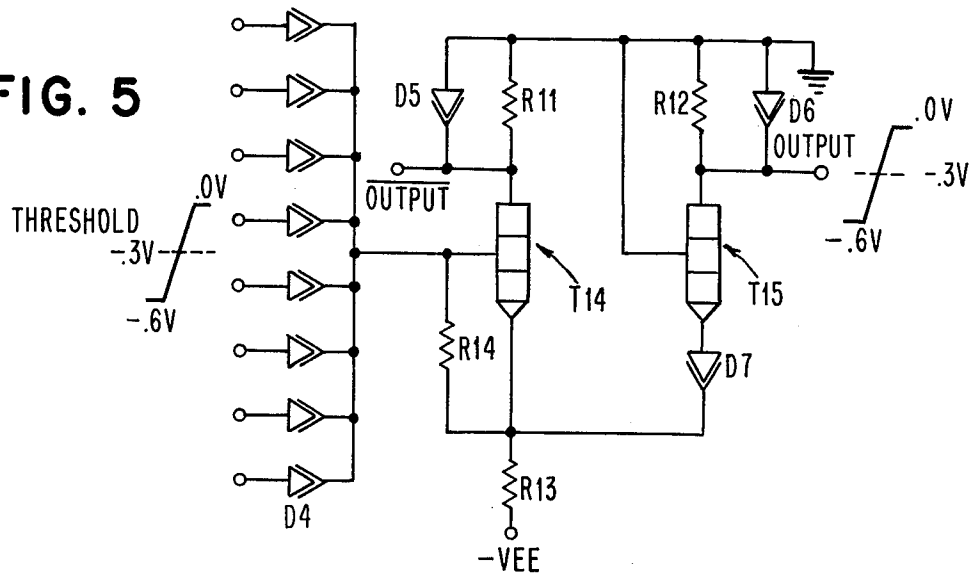 FIG. 5
D5
R11
R12
D6
.0V
OUTPUT
-.3V
OUTPUT
-.6V
.0V
THRESHOLD
-.3V
-.6V
T14
T15
R14
D7
R13
D4
-VEE